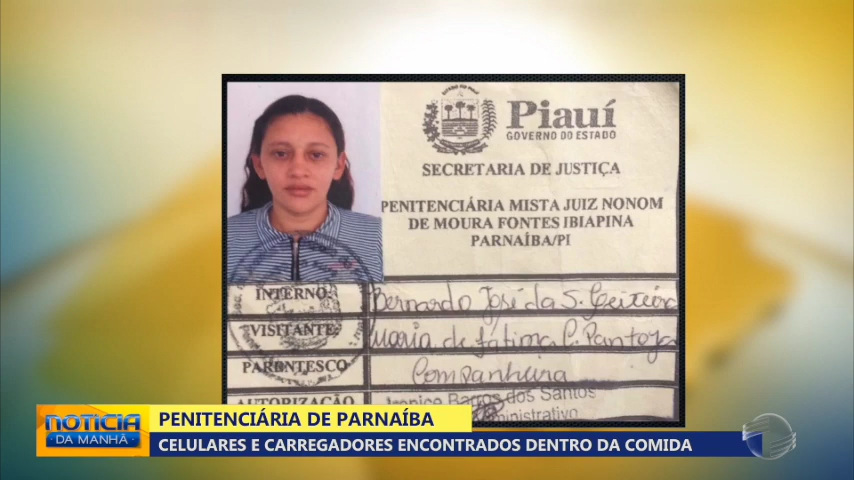 Piauí
GOVERNO DO ESTADO
SECRETARIA DE JUSTIÇA
PENITENCIÁRIA MISTA JUIZ NONOM
DE MOURA FONTES IBIAPINA
PARNAÍBA/PI
INTERNO: Bernardo José da S.
VISITANTE: Maria de Fátima C. Pantoja
PARENTESCO Companheira
AUTORIZAÇÃO Barros dos Santos
NOTÍCIA
DA MANHÃ
PENITENCIÁRIA DE PARNAÍBA
CELULARES E CARREGADORES ENCONTRADOS DENTRO DA COMIDA